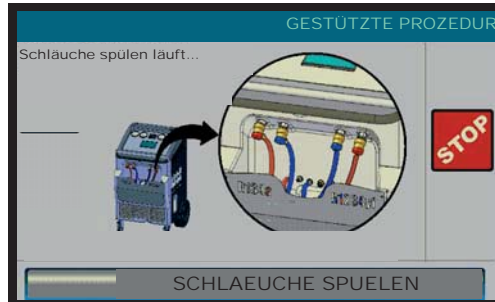 GESTÜTZTE PROZEDUR
Schläuche spülen läuft...
STOP
SCHLAEUCHE SPUELEN